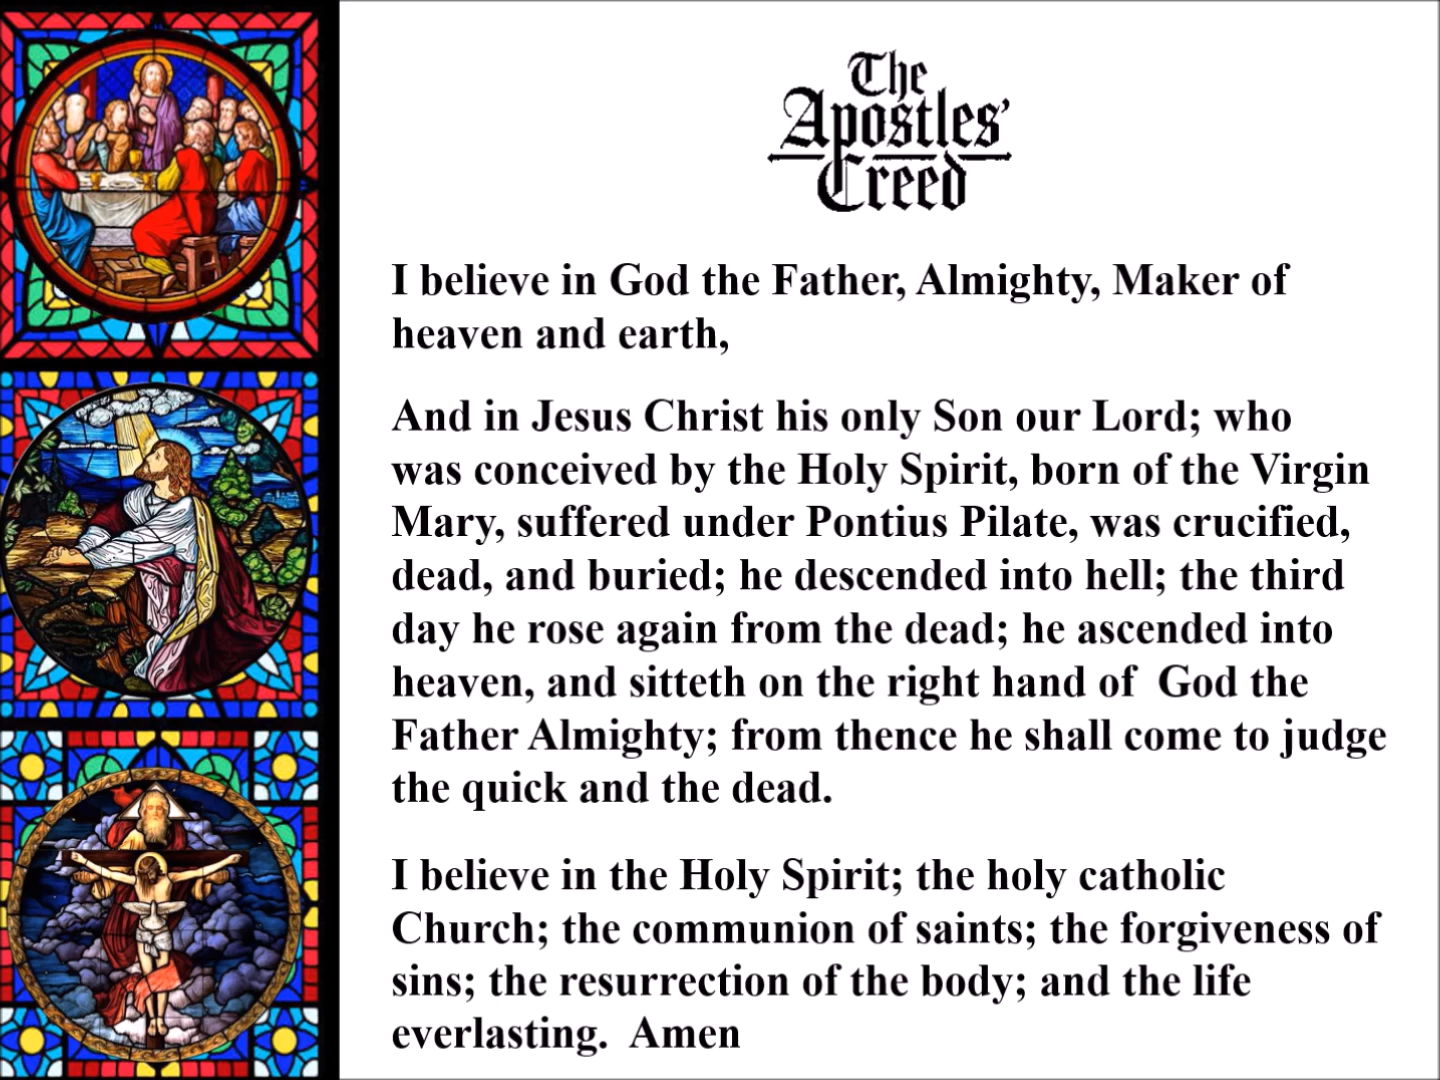 The
Apostles'
Creed
I believe in God the Father, Almighty, Maker of
heaven and earth,
And in Jesus Christ his only Son our Lord; who
was conceived by the Holy Spirit, born of the Virgin
Mary, suffered under Pontius Pilate, was crucified,
dead, and buried; he descended into hell; the third
day he rose again from the dead; he ascended into
heaven, and sitteth on the right hand of  God the
Father Almighty; from thence he shall come to judge
the quick and the dead.
I believe in the Holy Spirit; the holy catholic
Church; the communion of saints; the forgiveness of
sins; the resurrection of the body; and the life
everlasting.  Amen